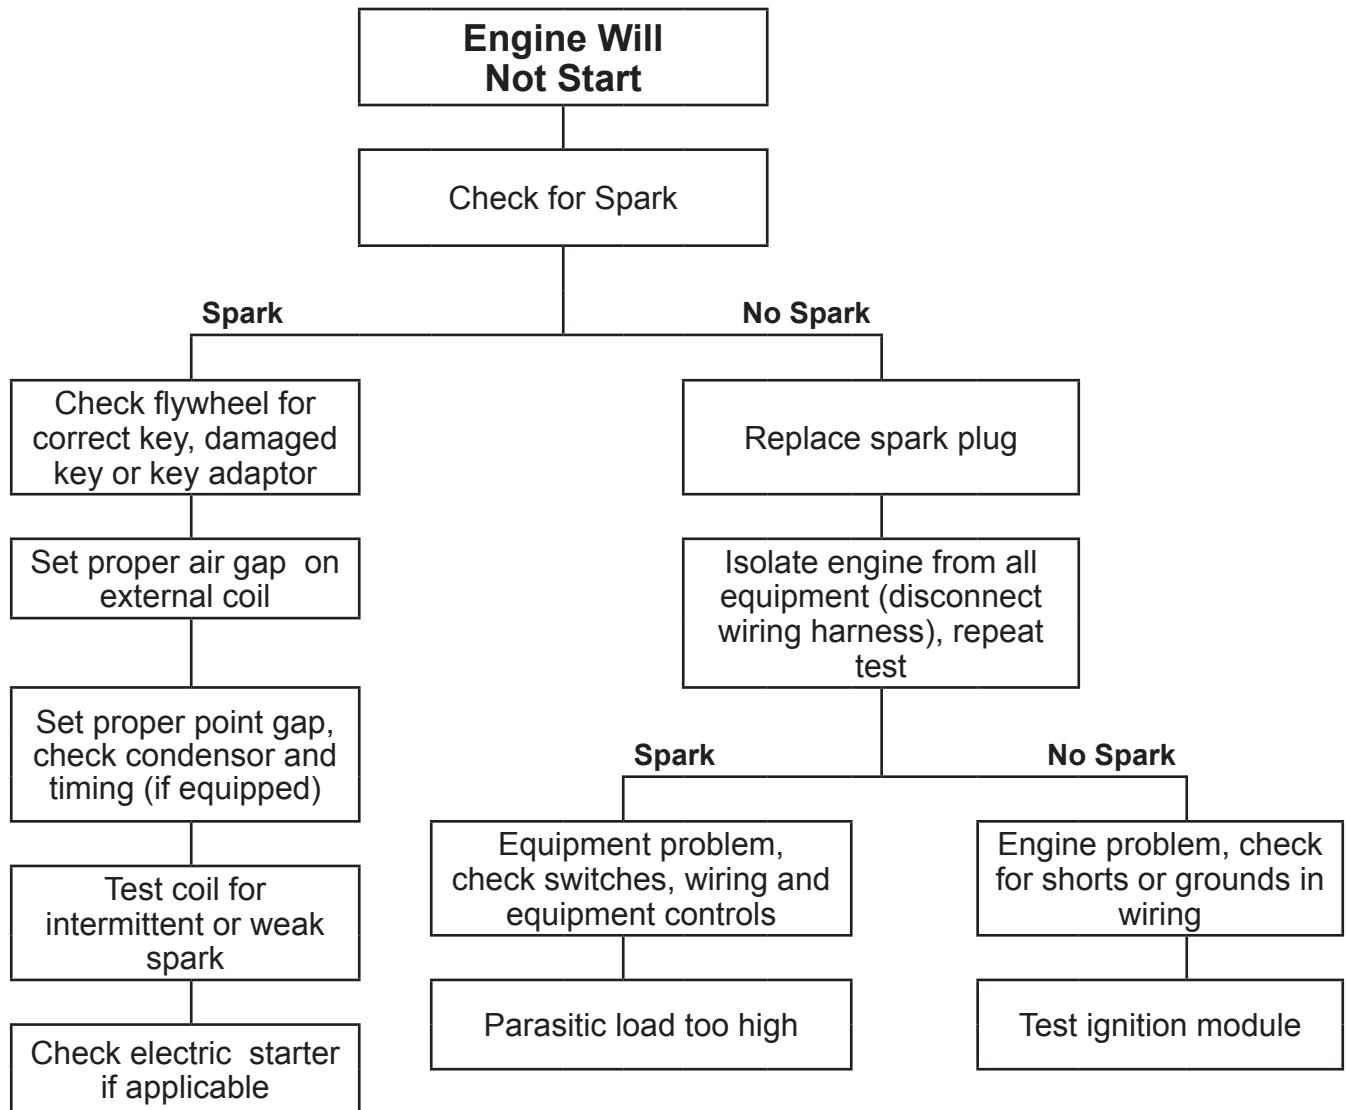 Engine Will
Not Start
Check for Spark
Spark
No Spark
Check flywheel for
correct key, damaged
key or key adaptor
Replace spark plug
Set proper air gap  on
external coil
Isolate engine from all
equipment (disconnect
wiring harness), repeat
test
Set proper point gap,
check condensor and
timing (if equipped)
Spark
No Spark
Equipment problem,
check switches, wiring and
equipment controls
Engine problem, check
for shorts or grounds in
wiring
Test coil for
intermittent or weak
spark
Parasitic load too high
Test ignition module
Check electric  starter
if applicable